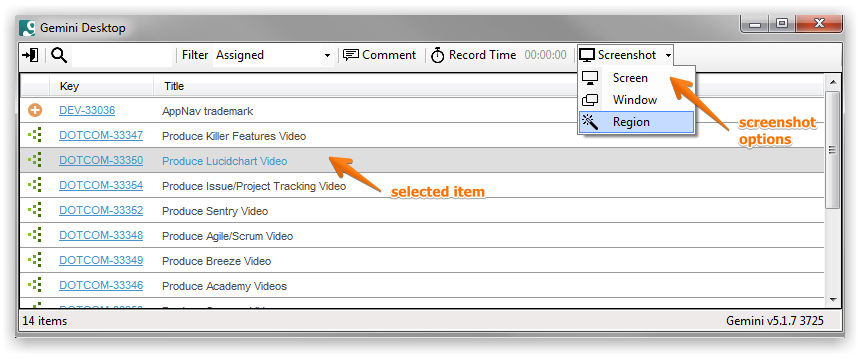 Gemini Desktop
Filter Assigned Comment Record Time 00:00:00 Screenshot
Screen
Window
Region
screenshot
options
Key Title
DEV-33036 AppNav trademark
DOTCOM-33347 Produce Killer Features Video
DOTCOM-33350 Produce Lucidchart Video
selected item
DOTCOM-33354 Produce Issue/Project Tracking Video
DOTCOM-33352 Produce Sentry Video
DOTCOM-33348 Produce Agile/Scrum Video
DOTCOM-33349 Produce Breeze Video
DOTCOM-33346 Produce Academy Videos
14 items Gemini v5.1.7 3725